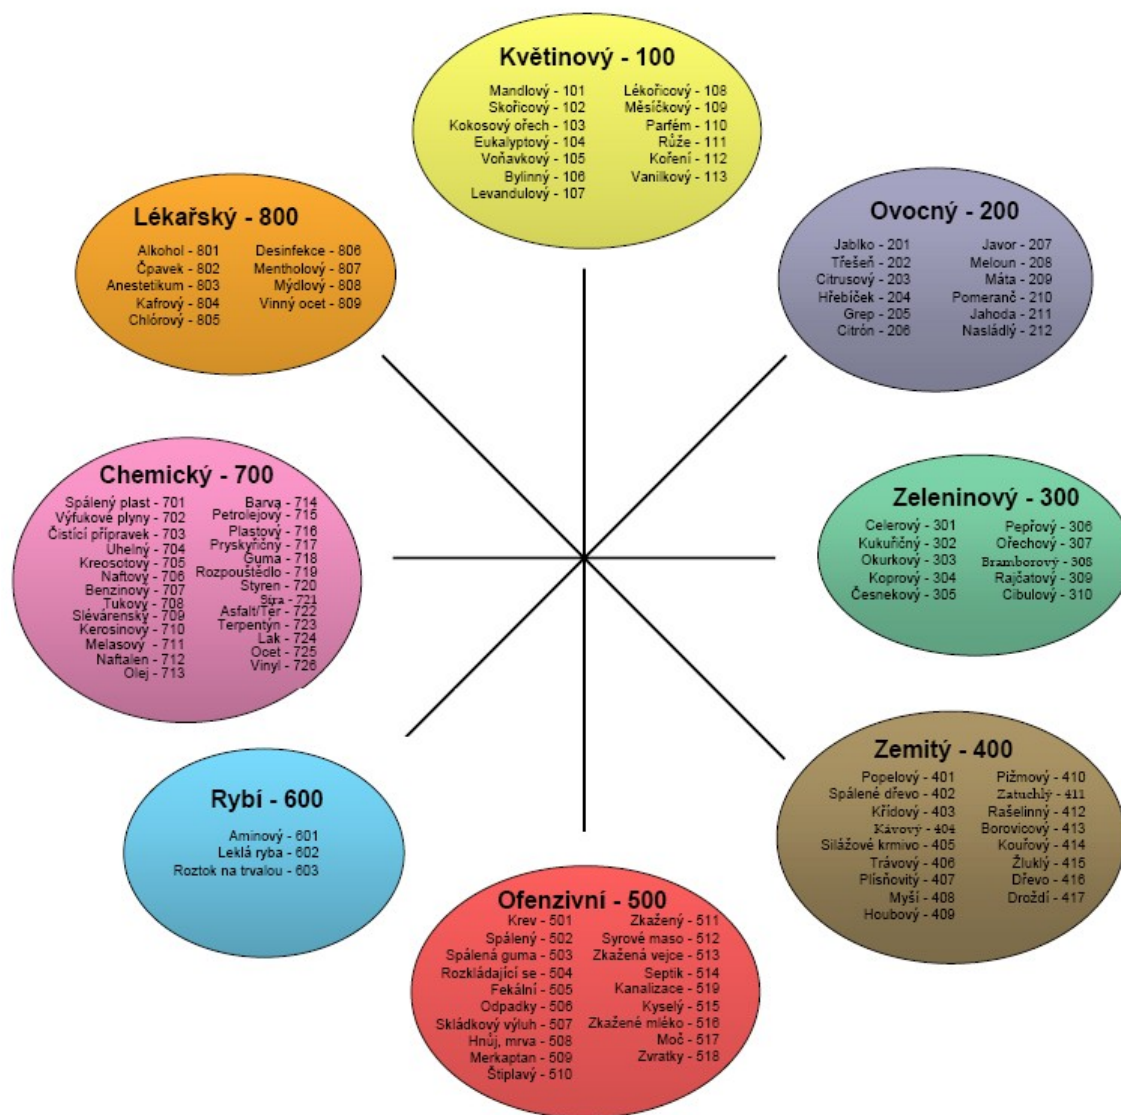 Květinový - 100
Mandlový - 101
Skořicový - 102
Kokosový ořech - 103
Eukalyptový - 104
Voňavkový - 105
Bylinný - 106
Levandulový - 107
Lékořicový - 108
Měsíčkový - 109
Parfém - 110
Růže - 111
Koření - 112
Vanilkový - 113
Ovocný - 200
Jablko - 201
Třešeň - 202
Citrusový - 203
Hřebíček - 204
Grep - 205
Citrón - 206
Javor - 207
Meloun - 208
Máta - 209
Pomeranč - 210
Jahoda - 211
Nasládlý - 212
Zeleninový - 300
Celerový - 301
Kukuřičný - 302
Okurkový - 303
Koprový - 304
Česnekový - 305
Pepřový - 306
Ořechový - 307
Bramborový - 308
Rajčatový - 309
Cibulový - 310
Zemitý - 400
Popelový - 401
Spálené dřevo - 402
Křídový - 403
Kávový - 404
Silážové krmivo - 405
Trávový - 406
Plísňovitý - 407
Myší - 408
Houbový - 409
Pižmový - 410
Zatuchlý - 411
Rašelinný - 412
Borovicový - 413
Kouřový - 414
Žluklý - 415
Dřevo - 416
Droždí - 417
Ofenzivní - 500
Krev - 501
Spálený - 502
Spálená guma - 503
Rozkládající se - 504
Fekální - 505
Odpadky - 506
Skládkový výluh - 507
Hnůj, mrva - 508
Merkaptan - 509
Štiplavý - 510
Zkažený - 511
Syrové maso - 512
Zkažená vejce - 513
Septik - 514
Kanalizace - 519
Kyselý - 515
Zkažené mléko - 516
Moč - 517
Zvratky - 518
Rybí - 600
Aminový - 601
Leklá ryba - 602
Roztok na trvalou - 603
Chemický - 700
Spálený plast - 701
Výfukové plyny - 702
Čistící přípravek - 703
Uhelný - 704
Kreosotový - 705
Naftový - 706
Benzinový - 707
Tukový - 708
Slévárenský - 709
Kerosinový - 710
Melasový - 711
Naftalen - 712
Olej - 713
Barva - 714
Petrolejový - 715
Plastový - 716
Pryskyřičný - 717
Guma - 718
Rozpouštědlo - 719
Styren - 720
Síra - 721
Asfalt/Tér - 722
Terpentýn - 723
Lak - 724
Ocet - 725
Vinyl - 726
Lékařský - 800
Alkohol - 801
Čpavek - 802
Anestetikum - 803
Kafrový - 804
Chlórový - 805
Desinfekce - 806
Mentholový - 807
Mýdlový - 808
Vinný ocet - 809